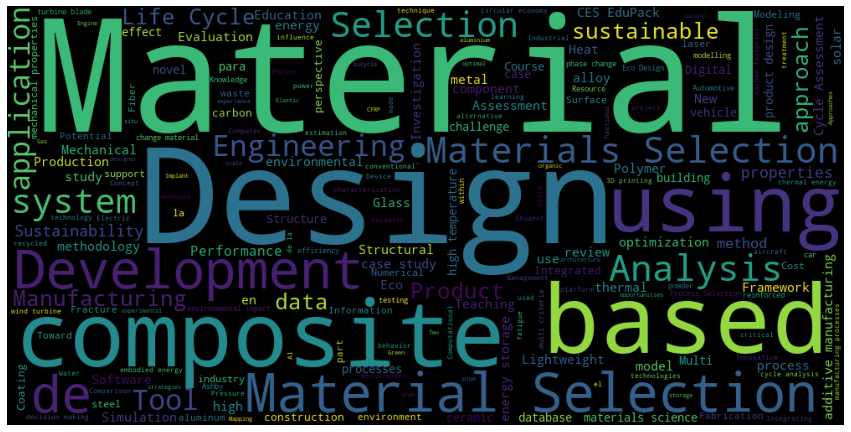 turbine blade
Engine
Life Cycle
Education
energy
effect
Evaluation
influence
novel
para
Knowledge
Porous
power
Elastic
Fiber
waste
experience
carbon
perspective
Potential
change material
Computer
estimation
Selection
CES EduPack
technique
circular economy
Modeling
sustainable
Industrial
laser
solar
Heat
phase change
Eco Design
modelling
aluminium
optimal
bicycle
metal
case
Course
product design
alloy
Digital
Resource
component
Surface
Automotive
CFRP
made
learning
New
Assessment
alternative
vehicle
project
challenge
Investigation
approach
treatment
Cycle Assessment
Approaches
Material
mechanical properties
application
Gas
situ
Mechanical
Production
designer
support
study
Concept
system
technology
Electric
Sustainability
recycled
methodology
Engineering
Materials Selection
environmental
conventional
Implant
Aerospace
scale
Device
characterization
la
Glass
Structure
research
Design
de la
Performance
efficiency
Structural
case study
Numerical
high temperature
within
organic
Polymer
3D printing
building
solid
Student
properties
thermal energy
using
optimization
method
aircraft
car
use
review
architecture
Integrated
Cost
Management
Analysis
Development
Manufacturing
en
data
Eco
Product
Teaching
wind turbine
environmental impact
testing
Fracture
experimental
Information
Toward
Computational
Two
energy storage
platform
powder
used
opportunities
Process Selection
reinforced
thermal
Framework
multi criteria
fatigue
critical
additive manufacturing
manufacturing processes
composite
based
embodied energy
Al
part
behavior
Green
Water
Software
industry
Ashby
processes
Comparison
strategies
Pressure
Coating
steel
de
Tool
high
decision making
Simulation
aluminum
Mapping
construction
environment
Material
ceramic
pipe
Lightweight
Multi
model
process
technologies
cycle analysis
Innovative
el
storage
Selection
database
materials science
Fabrication
Integrating